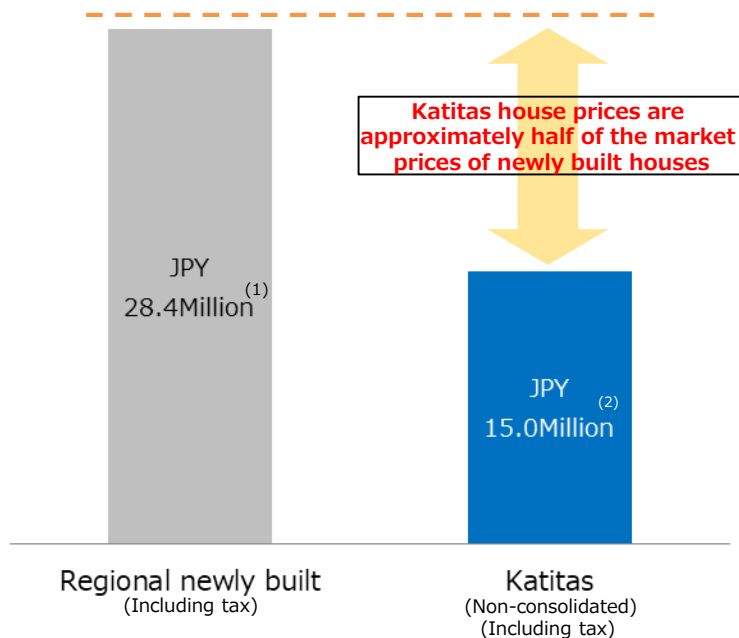 Katitas house prices are
approximately half of the market
prices of newly built houses
JPY
28.4Million(1)
JPY
15.0Million(2)
Regional newly built
(Including tax)
Katitas
(Non-consolidated)
(Including tax)